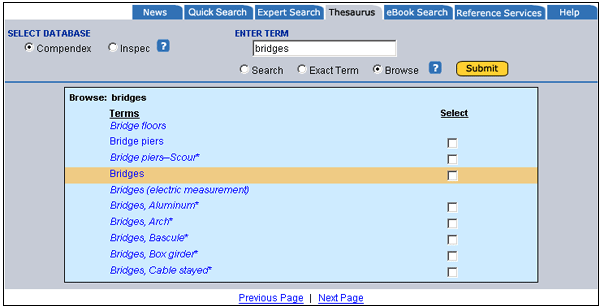 News Quick Search Expert Search Thesaurus eBook Search Reference Services Help
SELECT DATABASE ENTER TERM
Compendex Inspec ? bridges
Search Exact Term Browse ? Submit
Browse: bridges
Terms Select
Bridge floors
Bridge piers
Bridge piers--Scour*
Bridges
Bridges (electric measurement)
Bridges, Aluminum*
Bridges, Arch*
Bridges, Bascule*
Bridges, Box girder*
Bridges, Cable stayed*
Previous Page | Next Page